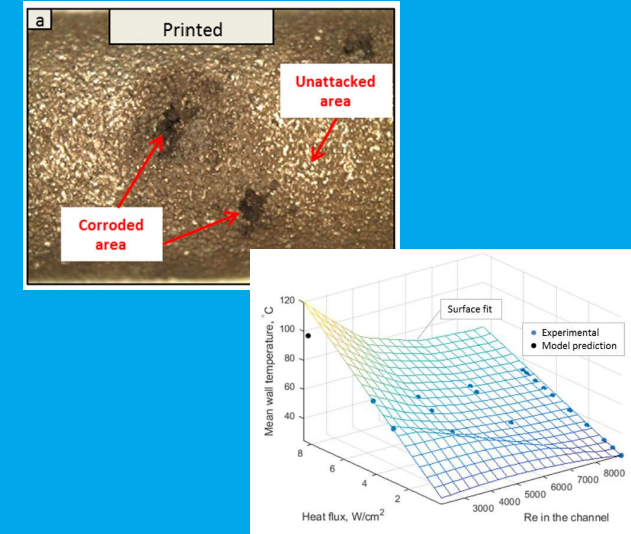 a
Printed
Unattacked
area
Corroded
area
Surface fit
Experimental
Model prediction
Mean wall temperature, °C
120
100
80
60
40
8
6
4
2
Heat flux, W/cm²
3000
4000
5000
6000
7000
8000
Re in the channel